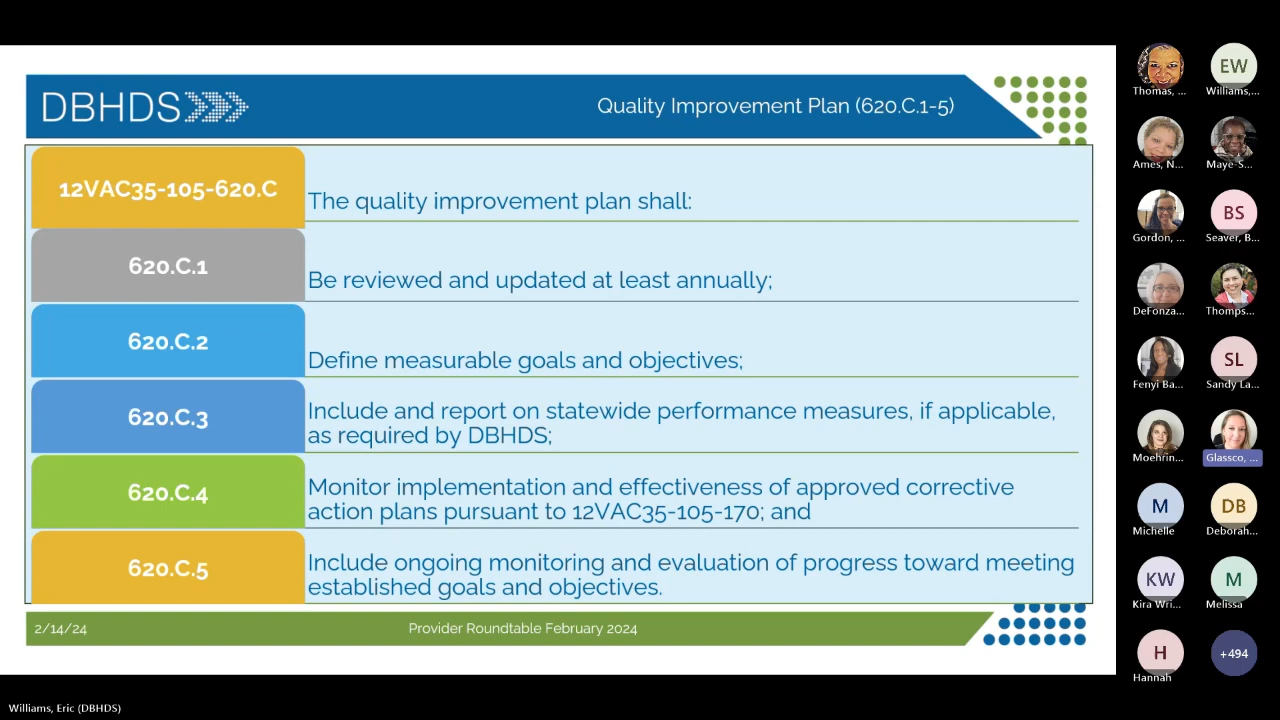 DBHDS
Quality Improvement Plan (620.C.1-5)
12VAC35-105-620.C
The quality improvement plan shall:
620.C.1
Be reviewed and updated at least annually;
620.C.2
Define measurable goals and objectives;
620.C.3
Include and report on statewide performance measures, if applicable,
as required by DBHDS;
620.C.4
Monitor implementation and effectiveness of approved corrective
action plans pursuant to 12VAC35-105-170; and
620.C.5
Include ongoing monitoring and evaluation of progress toward meeting
established goals and objectives.
2/14/24
Provider Roundtable February 2024
Thomas, ...
EW
Williams,...
Ames, N...
Maye-S...
Gordon, ...
BS
Seaver, B...
DeFonza...
Thomps...
Fenyi Ba...
SL
Sandy La...
Moehrin...
Glassco, ...
M
Michelle
DB
Deborah...
KW
Kira Wri...
M
Melissa
H
Hannah
+494
Williams, Eric (DBHDS)